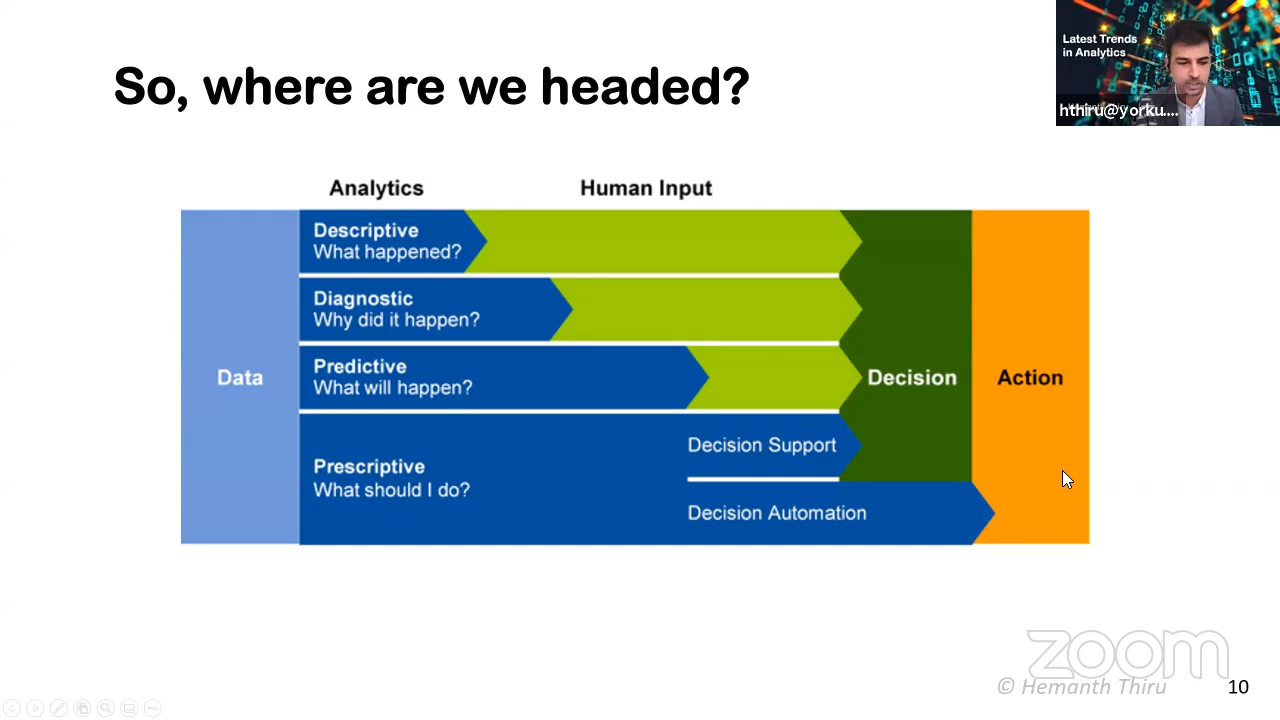 So, where are we headed?
Latest Trends
in Analytics
hthiru@yorku....
Analytics
Human Input
Data
Descriptive
What happened?
Diagnostic
Why did it happen?
Predictive
What will happen?
Prescriptive
What should I do?
Decision Support
Decision Automation
Decision
Action
zoom
© Hemanth Thiru
10